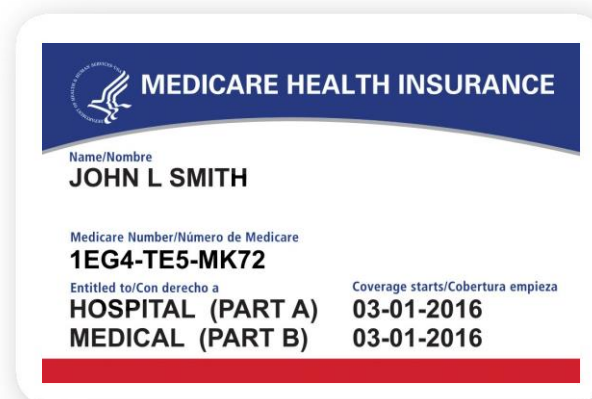 MEDICARE HEALTH INSURANCE
Name/Nombre
JOHN L SMITH
Medicare Number/Número de Medicare
1EG4-TE5-MK72
Entitled to/Con derecho a Coverage starts/Cobertura empieza
HOSPITAL (PART A) 03-01-2016
MEDICAL (PART B) 03-01-2016